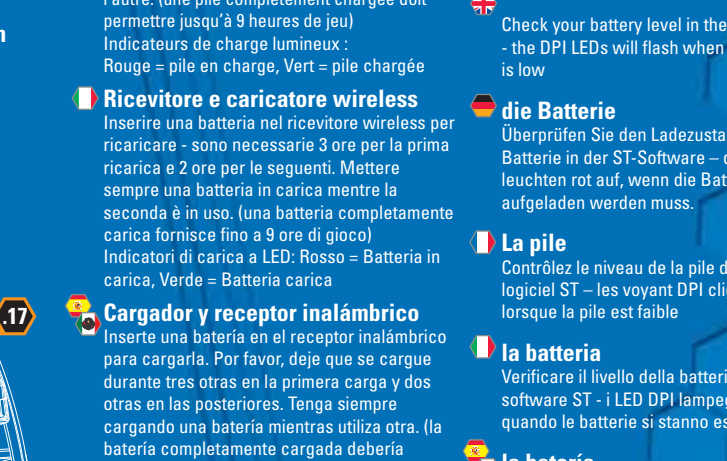 permettre jusqu'à 9 heures de jeu)
Indicateurs de charge lumineux :
Rouge = pile en charge, Vert = pile chargée
Ricevitore e caricatore wireless
Inserire una batteria nel ricevitore wireless per
ricaricare - sono necessarie 3 ore per la prima
ricarica e 2 ore per le seguenti. Mettere
sempre una batteria in carica mentre la
seconda è in uso. (una batteria completamente
carica fornisce fino a 9 ore di gioco)
Indicatori di carica a LED: Rosso = Batteria in
carica, Verde = Batteria carica
.17
Cargador y receptor inalámbrico
Inserte una batería en el receptor inalámbrico
para cargarla. Por favor, deje que se cargue
durante tres otras en la primera carga y dos
otras en las posteriores. Tenga siempre
cargando una batería mientras utiliza otra. (la
batería completamente cargada debería
Check your battery level in the
- the DPI LEDs will flash when
is low
die Batterie
Überprüfen Sie den Ladezusta
Batterie in der ST-Software –
leuchten rot auf, wenn die Bat
aufgeladen werden muss.
La pile
Contrôlez le niveau de la pile d
logiciel ST – les voyant DPI cli
lorsque la pile est faible
la batteria
Verificare il livello della batteri
software ST - i LED DPI lampeg
quando le batterie si stanno es
la batería